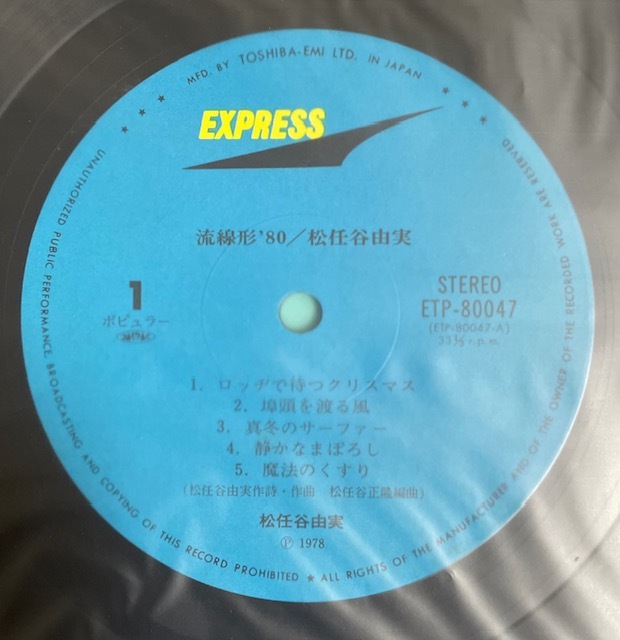 MFD. BY TOSHIBA-EMI LTD. IN JAPAN
EXPRESS
流線形'80/松任谷由実
1
ポピュラー
STEREO
ETP-80047
(ETP-80047-A)
33⅓ r.p.m.
1. ロッヂで待つクリスマス
2. 埠頭を渡る風
3. 真冬のサーファー
4. 静かなまぼろし
5. 魔法のくすり
(松任谷由実作詩・作曲 松任谷正隆編曲)
松任谷由実
Ⓟ 1978
UNAUTHORIZED PUBLIC PERFORMANCE, BROADCASTING AND COPYING OF THIS RECORD PROHIBITED ★ ALL RIGHTS OF THE MANUFACTURER AND OF THE OWNER OF THE RECORDED WORK ARE RESERVED